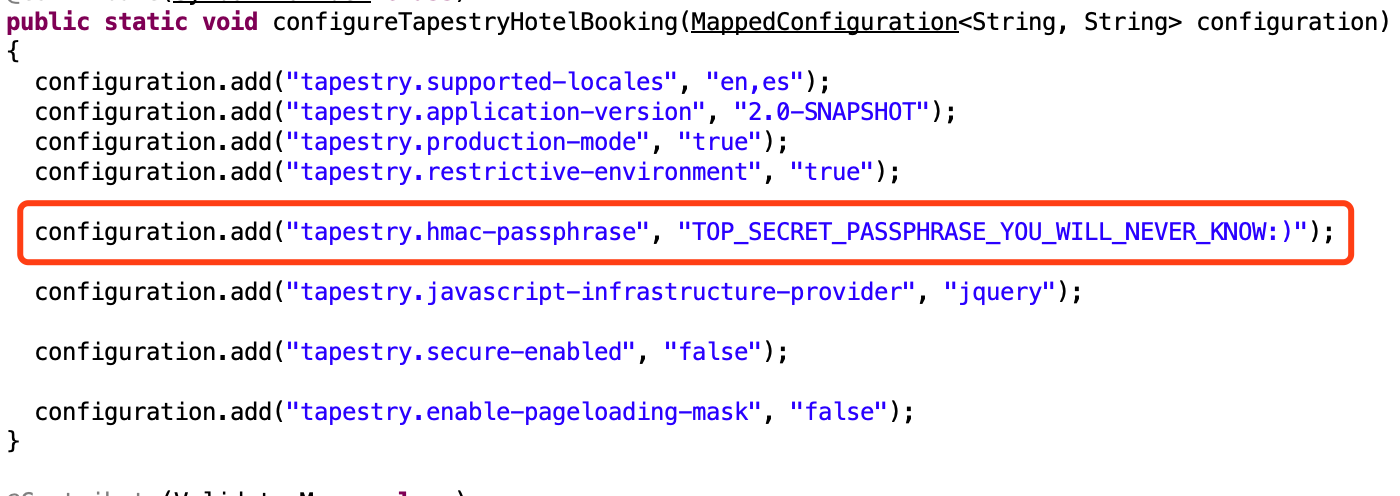 public static void configureTapestryHotelBooking(MappedConfiguration<String, String> configuration)
{
configuration.add("tapestry.supported-locales", "en,es");
configuration.add("tapestry.application-version", "2.0-SNAPSHOT");
configuration.add("tapestry.production-mode", "true");
configuration.add("tapestry.restrictive-environment", "true");
configuration.add("tapestry.hmac-passphrase", "TOP_SECRET_PASSPHRASE_YOU_WILL_NEVER_KNOW:)");
configuration.add("tapestry.javascript-infrastructure-provider", "jquery");
configuration.add("tapestry.secure-enabled", "false");
configuration.add("tapestry.enable-pageloading-mask", "false");
}